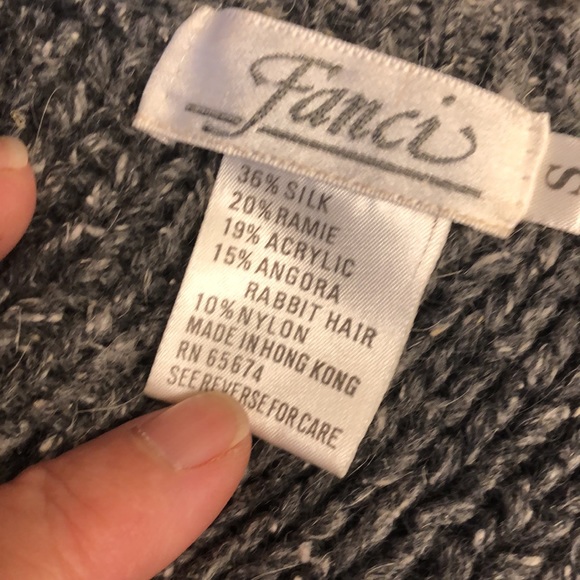 Fanci
S
36% SILK
20% RAMIE
19% ACRYLIC
15% ANGORA
RABBIT HAIR
10% NYLON
MADE IN HONG KONG
RN 65674
SEE REVERSE FOR CARE